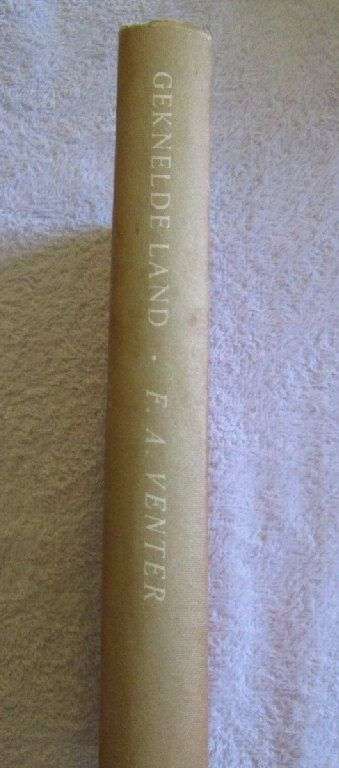 GEKNELDE LAND • F. A VENTER